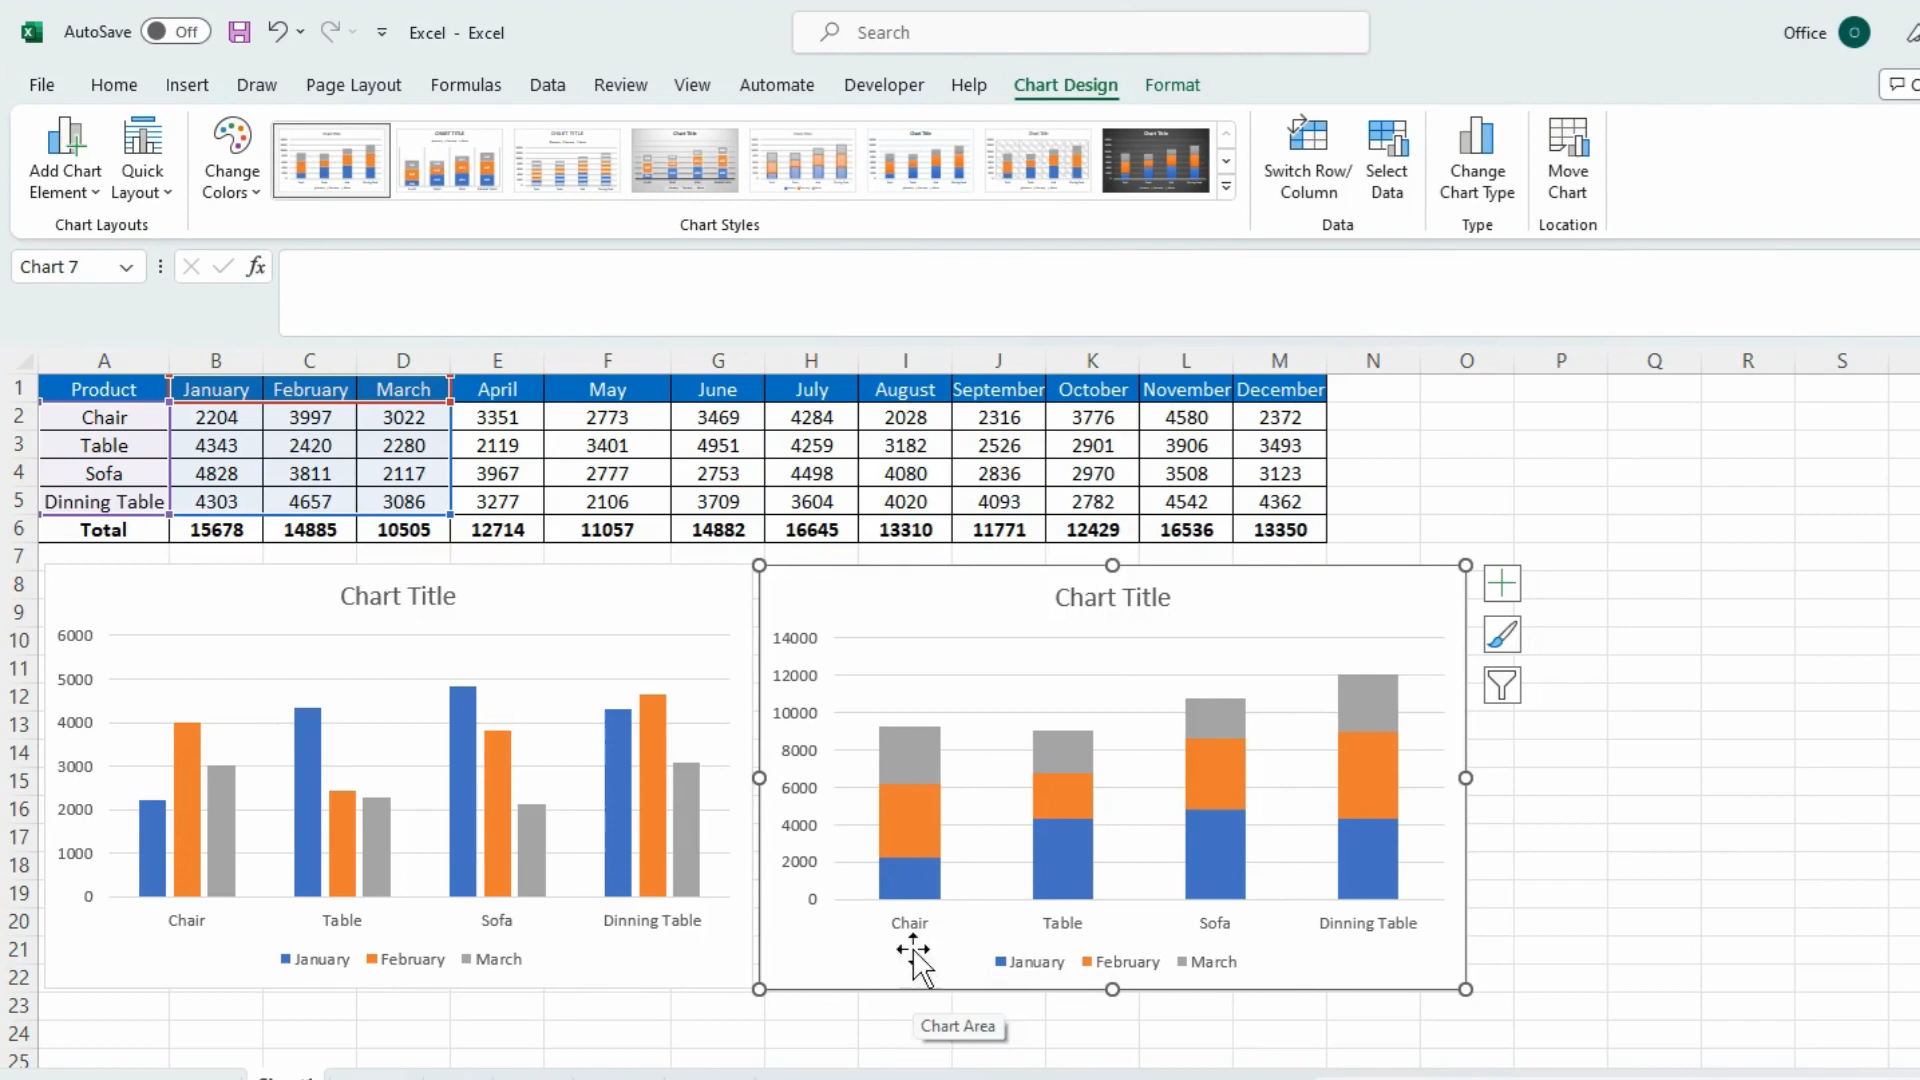 AutoSave Off Excel - Excel Search Office O
File Home Insert Draw Page Layout Formulas Data Review View Automate Developer Help Chart Design Format
Add Chart Element Quick Layout Change Colors Switch Row/ Column Select Data Change Chart Type Move Chart
Chart Layouts Chart Styles Data Type Location
Chart 7 fx
A B C D E F G H I J K L M N O P Q R S
1 Product January February March April May June July August September October November December
2 Chair 2204 3997 3022 3351 2773 3469 4284 2028 2316 3776 4580 2372
3 Table 4343 2420 2280 2119 3401 4951 4259 3182 2526 2901 3906 3493
4 Sofa 4828 3811 2117 3967 2777 2753 4498 4080 2836 2970 3508 3123
5 Dinning Table 4303 4657 3086 3277 2106 3709 3604 4020 4093 2782 4542 4362
6 Total 15678 14885 10505 12714 11057 14882 16645 13310 11771 12429 16536 13350
7
8
9
10
11
12
13
14
15
16
17
18
19
20
21
22
23
24
25
Chart Title
6000
5000
4000
3000
2000
1000
0
Chair Table Sofa Dinning Table
January February March
Chart Title
14000
12000
10000
8000
6000
4000
2000
0
Chair Table Sofa Dinning Table
January February March
Chart Area